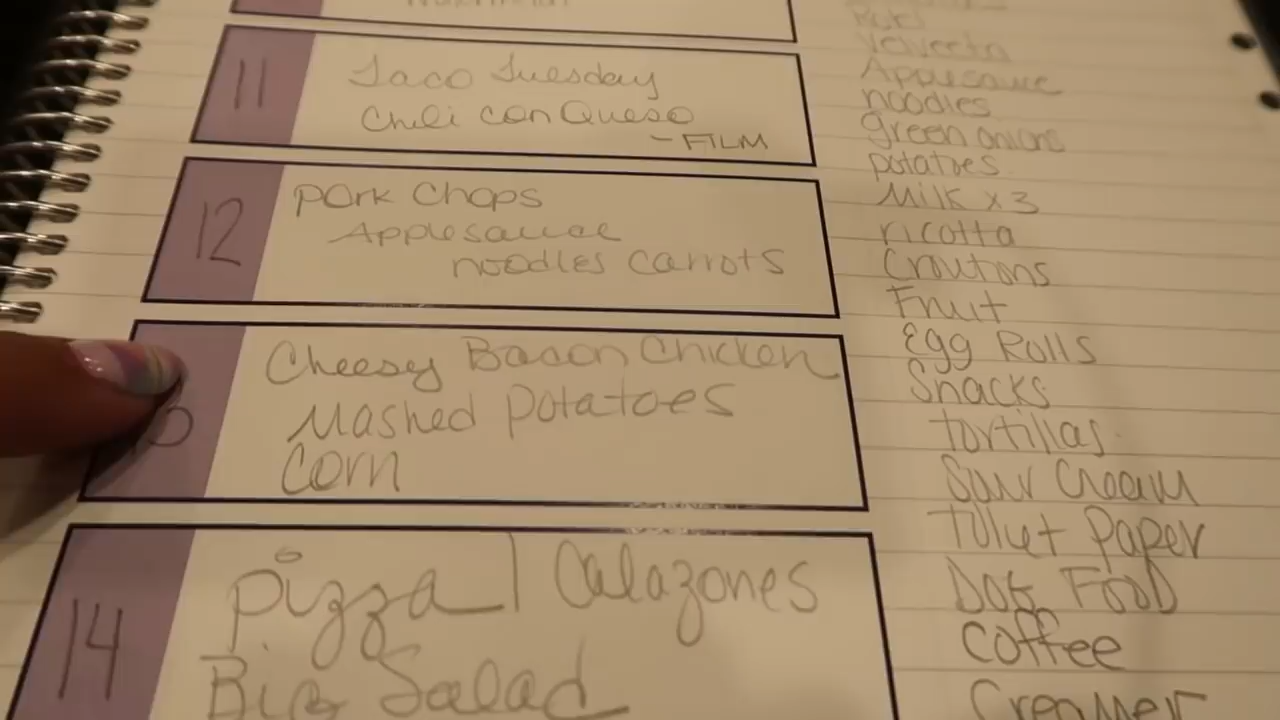 11
Taco Tuesday
Chili con Queso
- FILM
12
Pork Chops
Applesauce
noodles carrots
Cheesy Bacon Chicken
Mashed Potatoes
Corn
14
Pizza | Calazones
Big Salad
Velveeta
Applesauce
noodles
green onions
potatoes
Milk x3
ricotta
Croutons
Fruit
Egg Rolls
Snacks
tortillas
Sour Cream
Toilet Paper
Dog Food
Coffee
Creamer